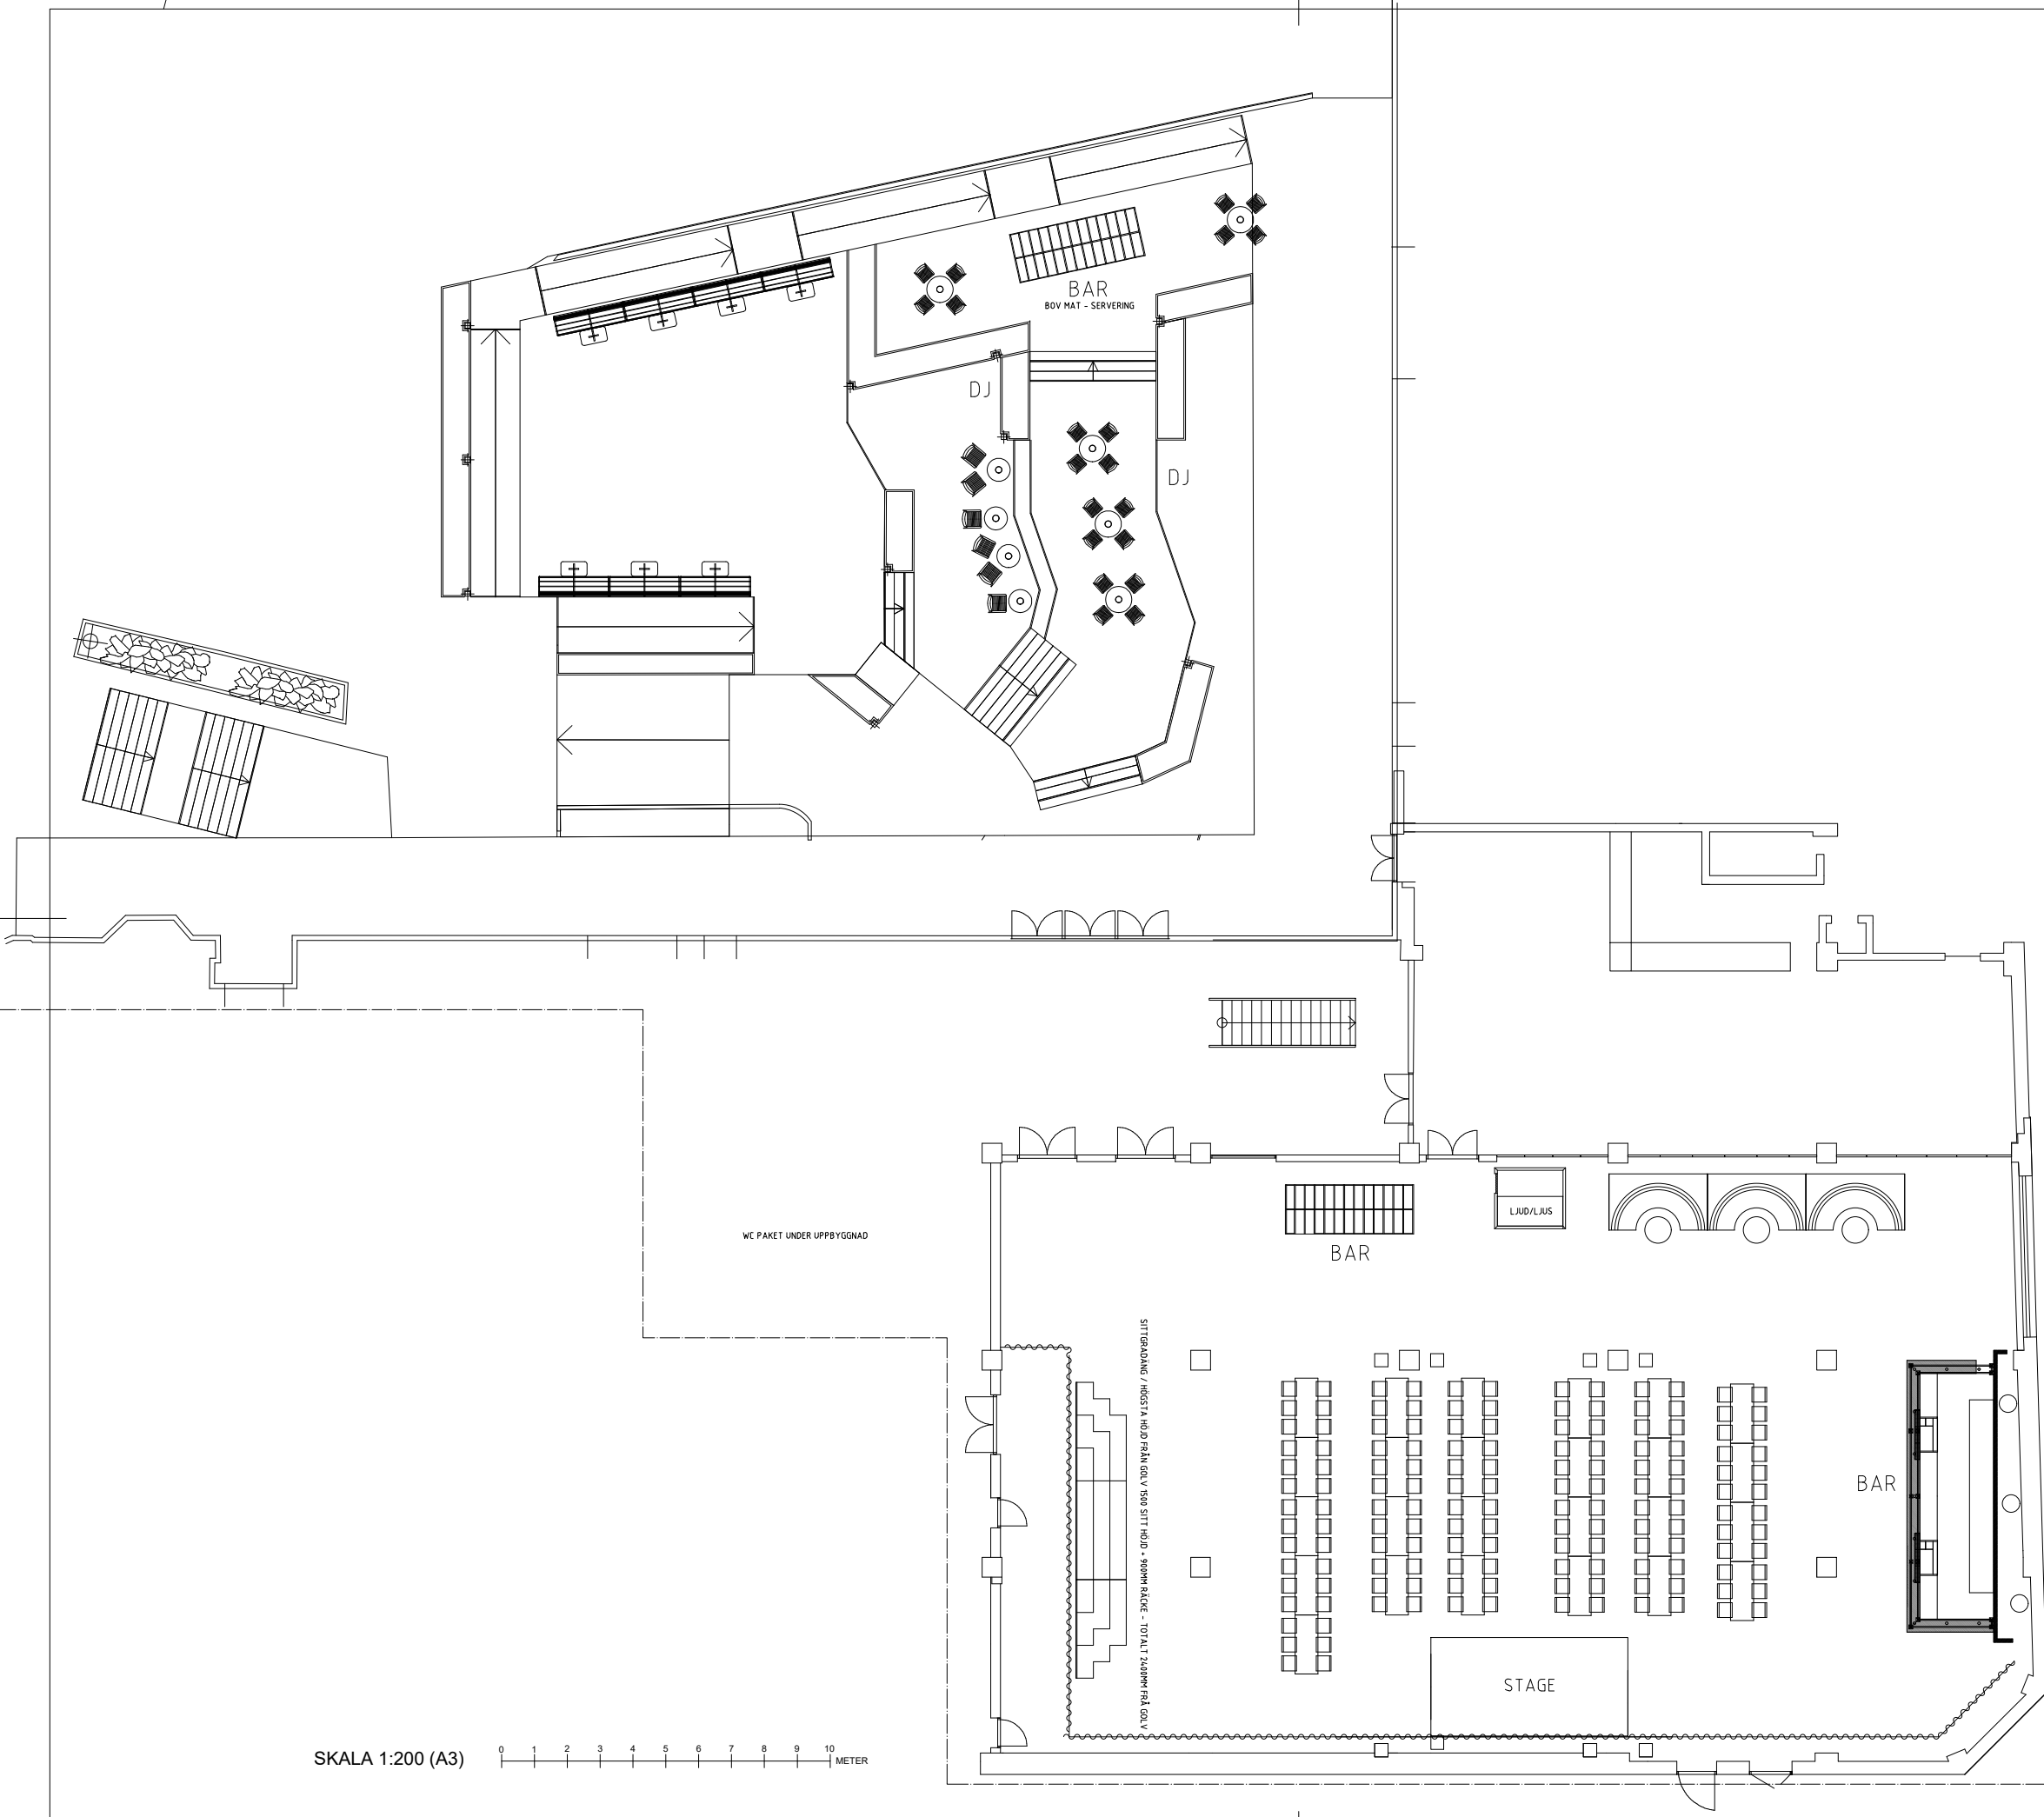 BAR
BOV MAT - SERVERING
DJ
DJ
LJUD/LJUS
WC PAKET UNDER UPPBYGGNAD
BAR
SITTGRADÄNG / HÖGSTA HÖJD FRÅN GOLV 1500 SITT HÖJD + 900MM RÄCKE - TOTALT 2400MM FRÅ GOLV
BAR
STAGE
SKALA 1:200 (A3)
0 1 2 3 4 5 6 7 8 9 10 METER